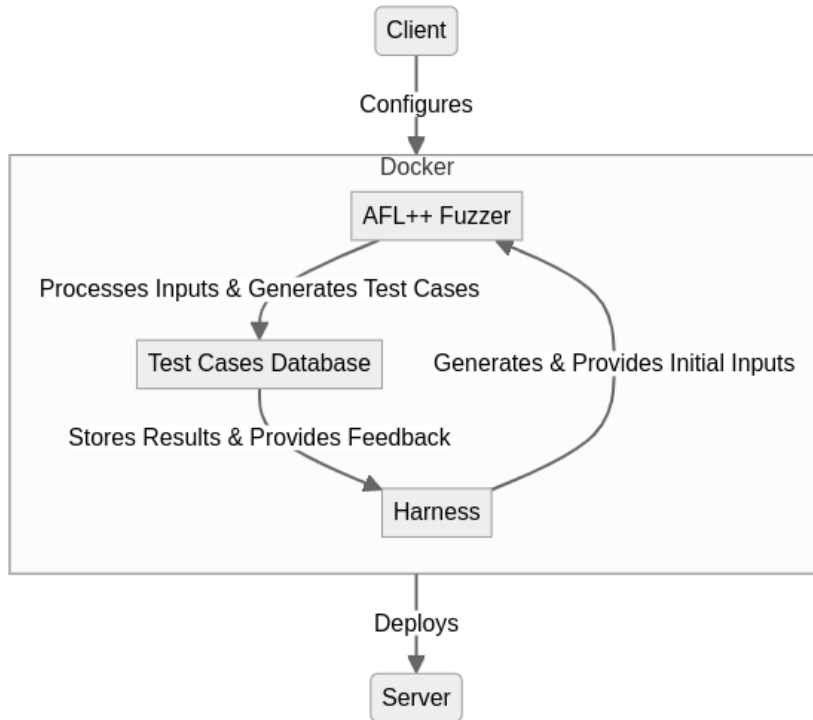 Client
Configures
Docker
AFL++ Fuzzer
Processes Inputs & Generates Test Cases
Test Cases Database
Generates & Provides Initial Inputs
Stores Results & Provides Feedback
Harness
Deploys
Server